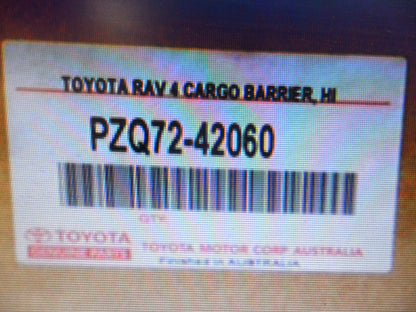 TOYOTA RAV 4 CARGO BARRIER, HI
PZQ72-42060
QTY
TOYOTA
GENUINE PARTS
TOYOTA MOTOR CORP AUSTRALIA
Finished in AUSTRALIA